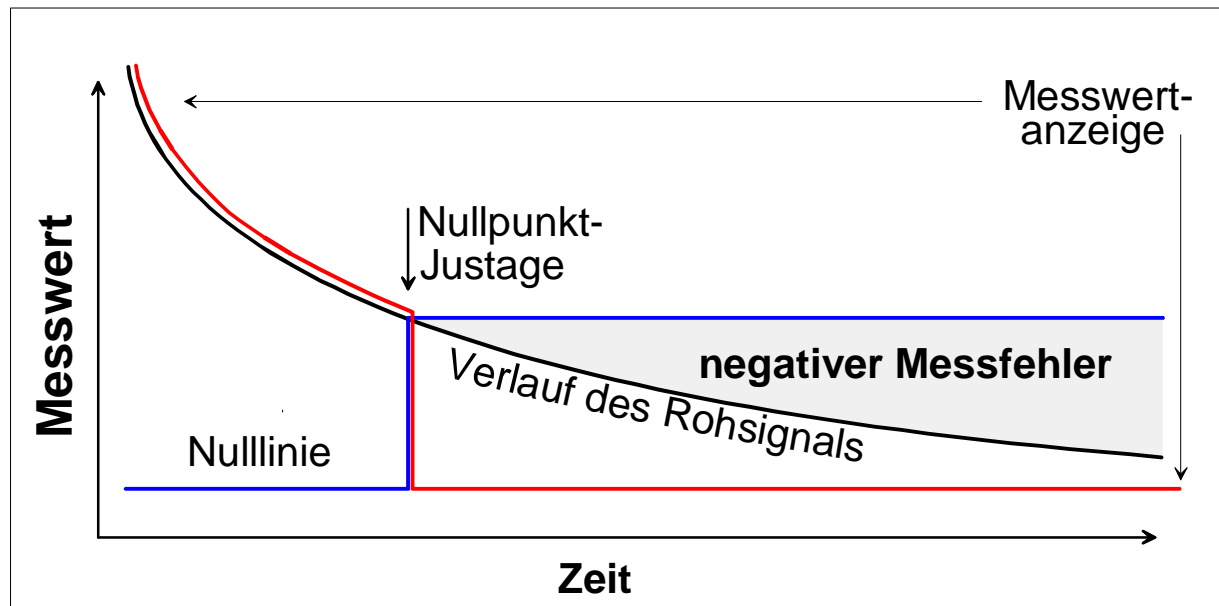 Messwert-
anzeige
Messwert
Nullpunkt-
Justage
negativer Messfehler
Verlauf des Rohsignals
Nulllinie
Zeit